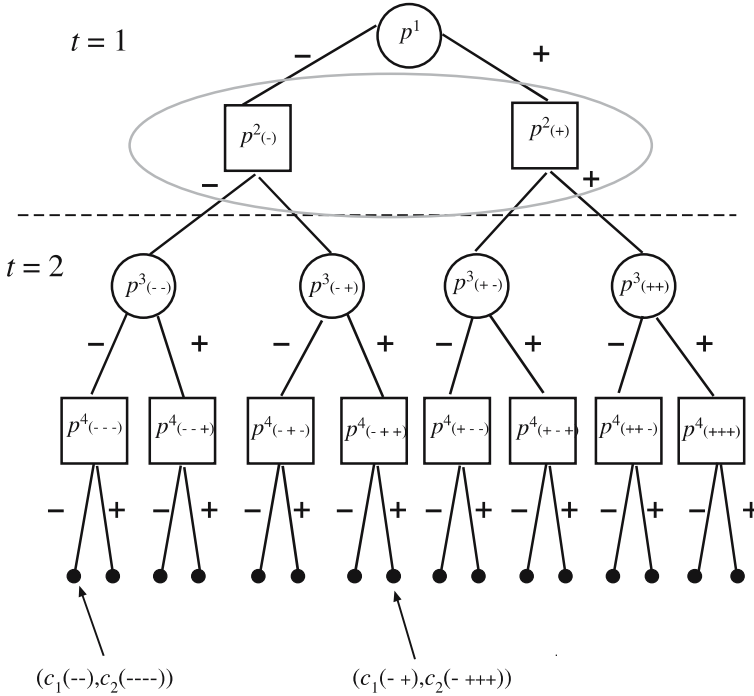 t = 1
p¹
− +
p²(-) p²(+)
− +
t = 2
p³(- -) p³(- +) p³(+ -) p³(++)
− + − + − + − +
p⁴(- - -) p⁴(- - +) p⁴(- + -) p⁴(- + +) p⁴(+ - -) p⁴(+ - +) p⁴(++ -) p⁴(+++)
− + − + − + − + − + − + − + − +
(c₁(--),c₂(----)) (c₁(- +),c₂(- +++))